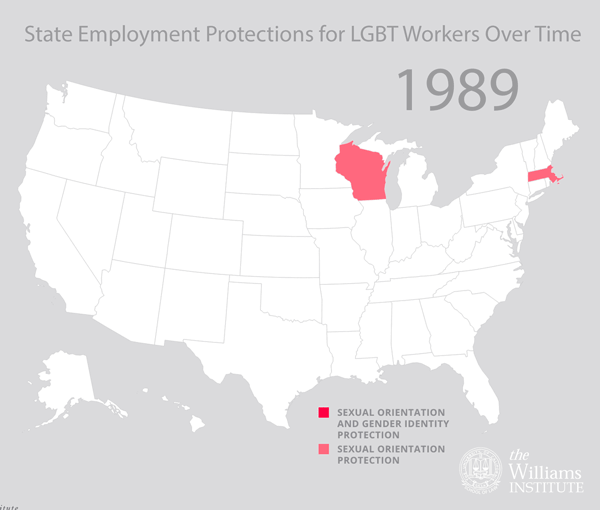 State Employment Protections for LGBT Workers Over Time
1989
SEXUAL ORIENTATION
AND GENDER IDENTITY
PROTECTION
SEXUAL ORIENTATION
PROTECTION
the
Williams
INSTITUTE
itute